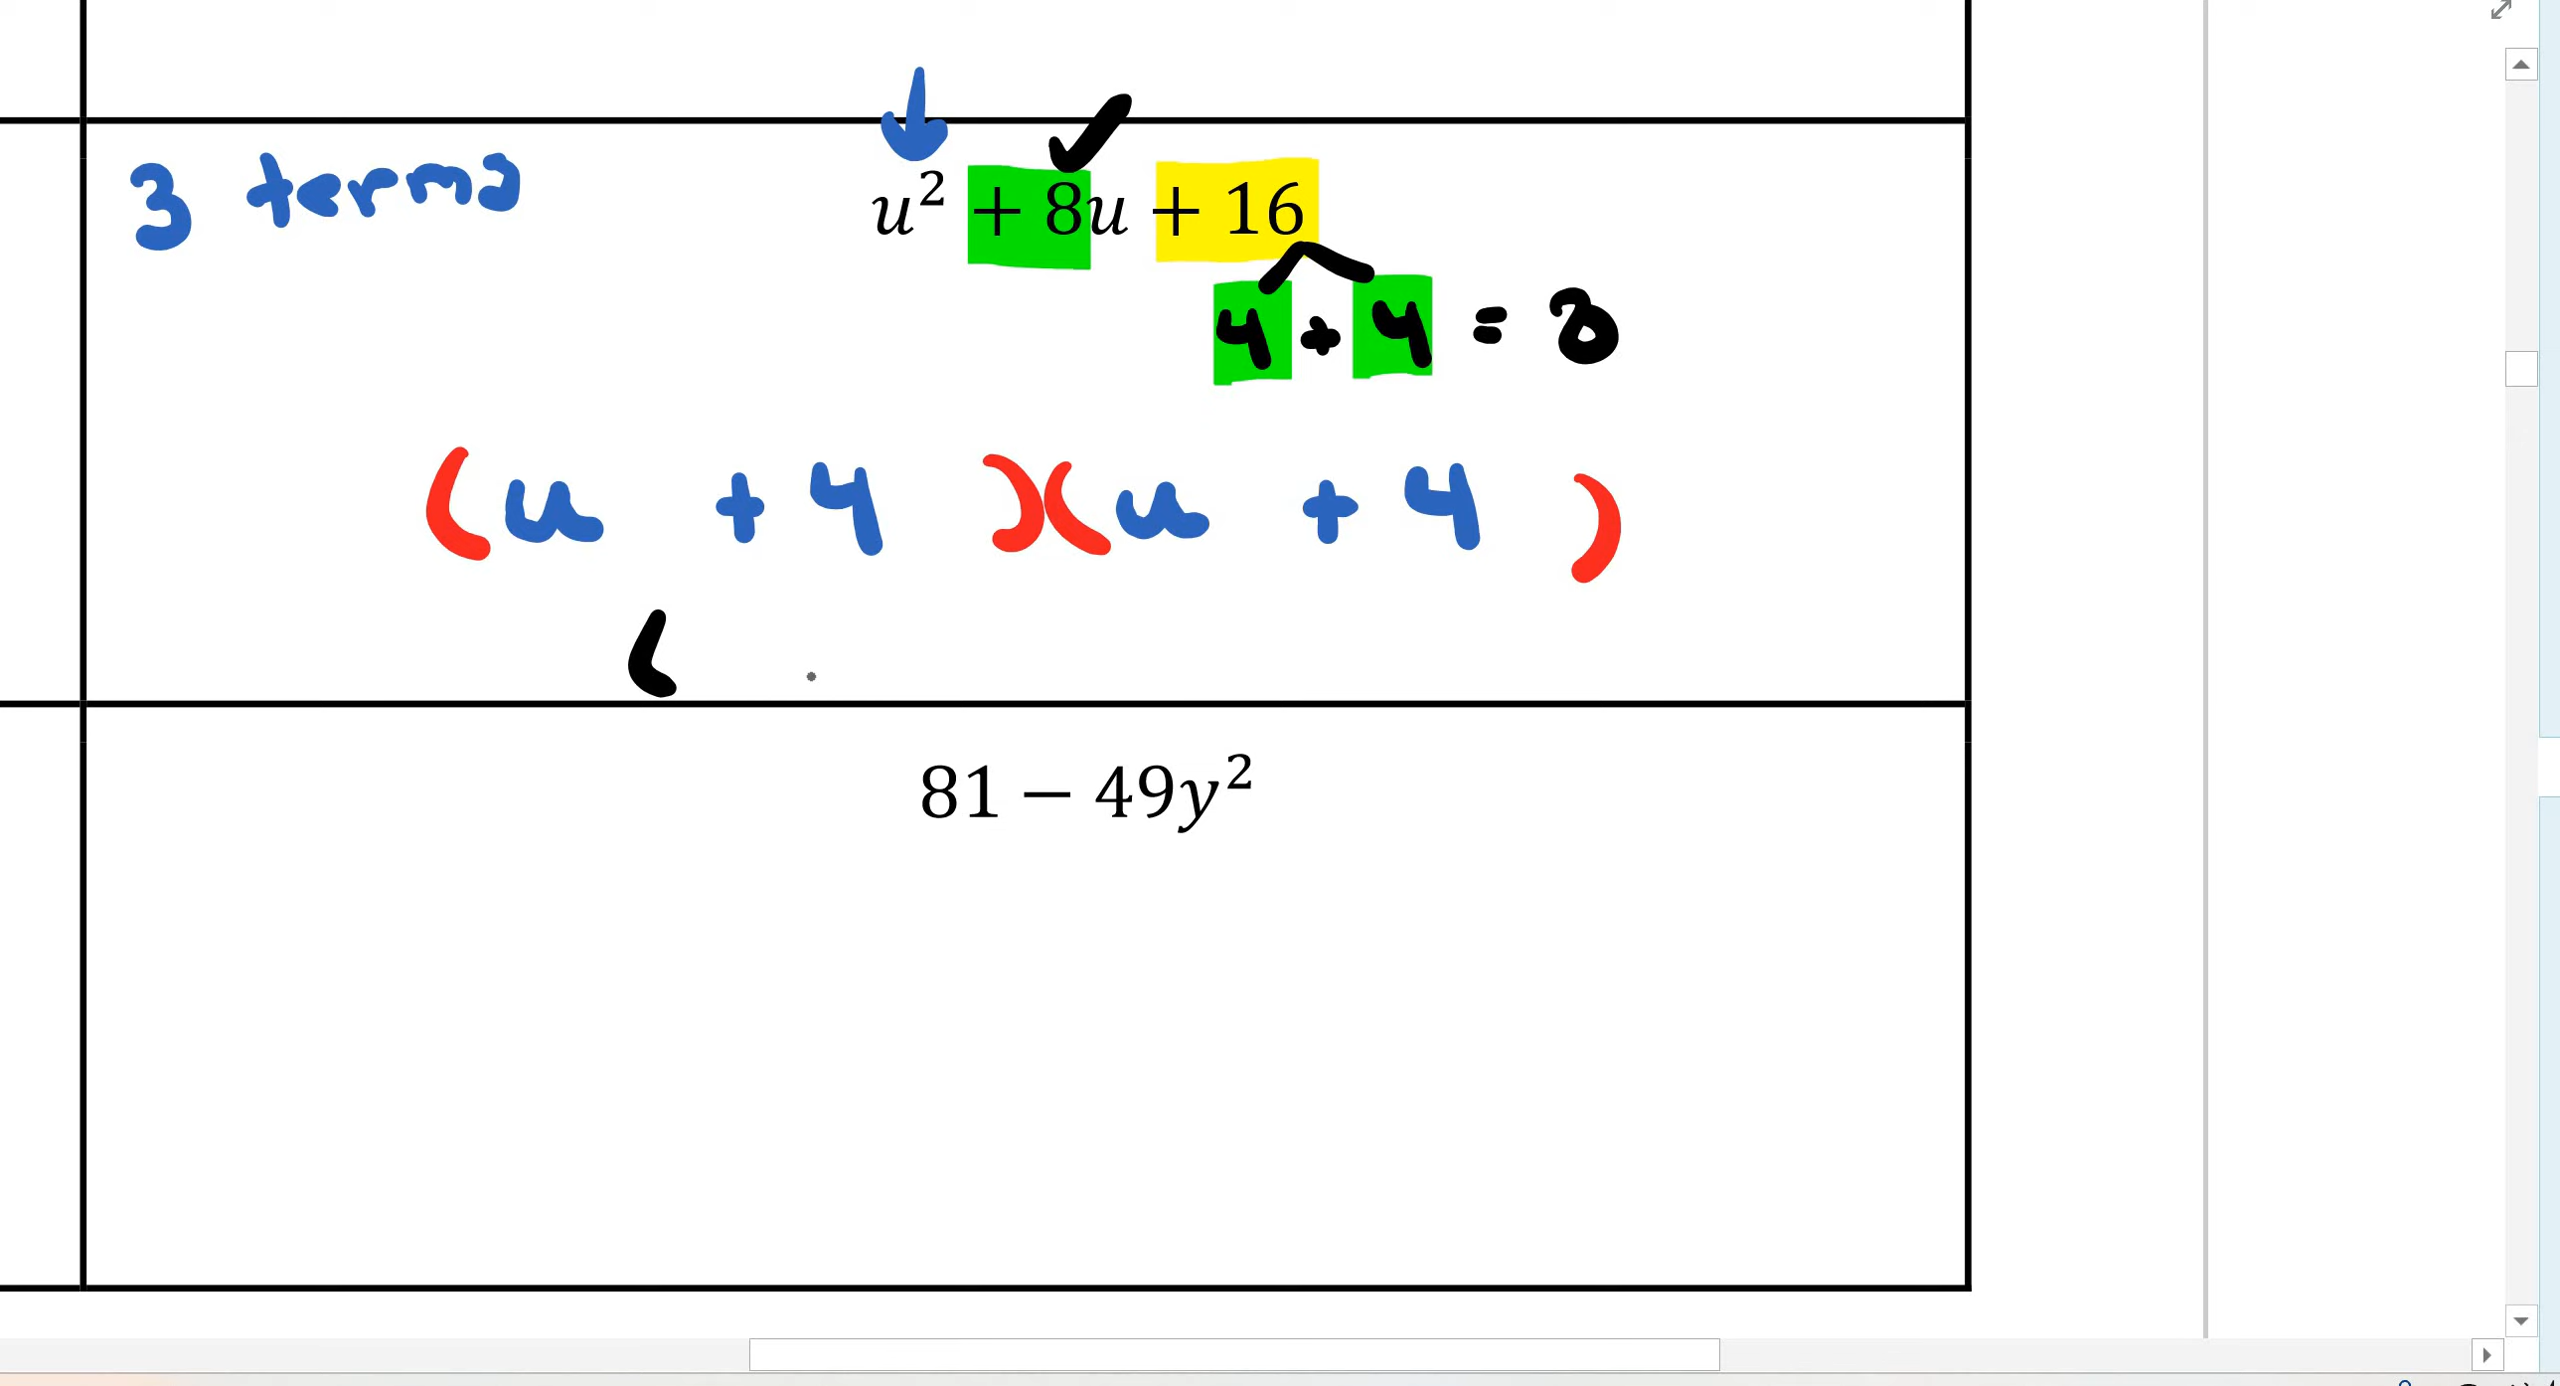 3 terms u² + 8u + 16
4 + 4 = 8
(u + 4)(u + 4)
(
81 − 49y²